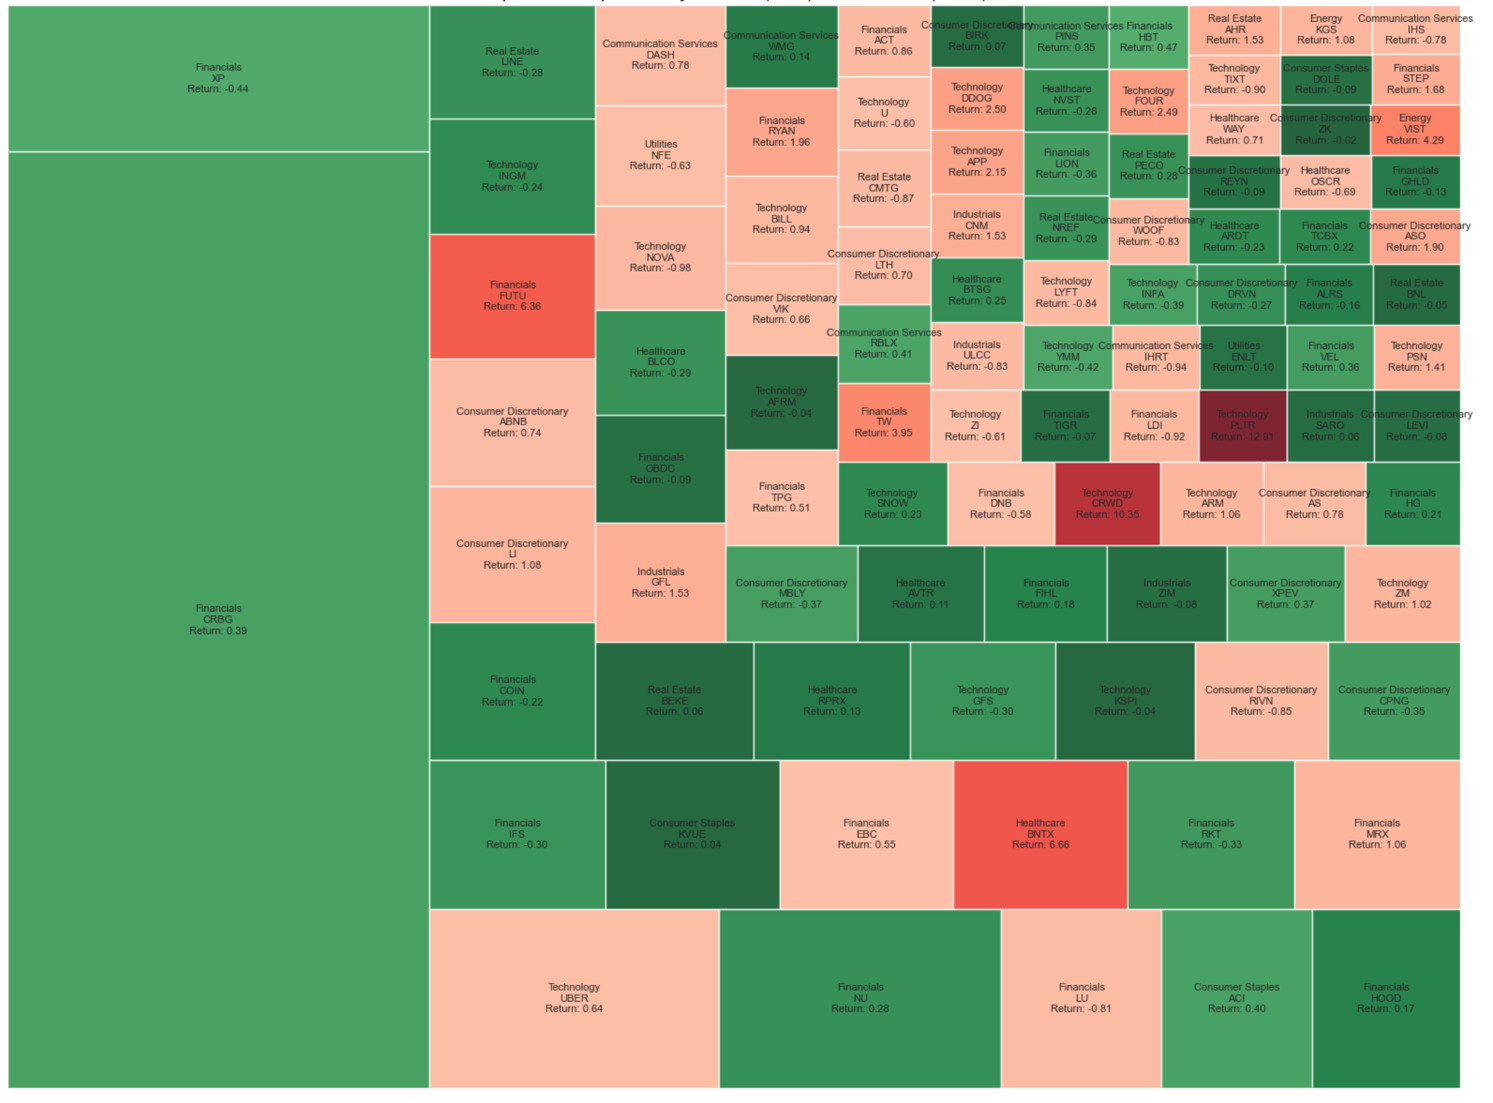 Financials
XP
Return: -0.44
Financials
CRBG
Return: 0.39
Real Estate
LINE
Return: -0.28
Technology
INGM
Return: -0.24
Financials
FUTU
Return: 6.36
Consumer Discretionary
ABNB
Return: 0.74
Consumer Discretionary
LI
Return: 1.08
Financials
COIN
Return: -0.22
Communication Services
DASH
Return: 0.78
Utilities
NFE
Return: -0.63
Technology
NOVA
Return: -0.98
Healthcare
BLCO
Return: -0.29
Financials
OBDC
Return: -0.09
Industrials
GFL
Return: 1.53
Communication Services
WMG
Return: 0.14
Financials
RYAN
Return: 1.96
Technology
BILL
Return: 0.94
Consumer Discretionary
VIK
Return: 0.66
Technology
AFRM
Return: -0.04
Financials
TPG
Return: 0.51
Financials
ACT
Return: 0.86
Technology
U
Return: -0.60
Real Estate
CMTG
Return: -0.87
Consumer Discretionary
LTH
Return: 0.70
Communication Services
RBLX
Return: 0.41
Financials
TW
Return: 3.95
Consumer Discretionary
BIRK
Return: 0.07
Technology
DDOG
Return: 2.50
Technology
APP
Return: 2.15
Industrials
CNM
Return: 1.53
Healthcare
BTSG
Return: 0.25
Industrials
ULCC
Return: -0.83
Technology
ZI
Return: -0.61
Communication Services
PINS
Return: 0.35
Healthcare
NVST
Return: -0.28
Financials
LION
Return: -0.36
Real Estate
NREF
Return: -0.29
Technology
LYFT
Return: -0.84
Technology
YMM
Return: -0.42
Financials
TIGR
Return: -0.07
Financials
HBT
Return: 0.47
Technology
FOUR
Return: 2.49
Real Estate
PECO
Return: 0.28
Consumer Discretionary
WOOF
Return: -0.83
Technology
INFA
Return: -0.39
Communication Services
IHRT
Return: -0.94
Financials
LDI
Return: -0.92
Real Estate
AHR
Return: 1.53
Energy
KGS
Return: 1.08
Communication Services
IHS
Return: -0.78
Technology
TIXT
Return: -0.90
Consumer Staples
DOLE
Return: -0.09
Financials
STEP
Return: 1.68
Healthcare
WAY
Return: 0.71
Consumer Discretionary
ZK
Return: -0.02
Energy
VIST
Return: 4.29
Consumer Discretionary
REYN
Return: -0.09
Healthcare
OSCR
Return: -0.69
Financials
GHLD
Return: -0.13
Healthcare
ARDT
Return: -0.23
Financials
TCBX
Return: 0.22
Consumer Discretionary
ASO
Return: 1.90
Consumer Discretionary
DRVN
Return: -0.27
Financials
ALRS
Return: -0.16
Real Estate
BNL
Return: -0.05
Utilities
ENLT
Return: -0.10
Financials
VEL
Return: 0.36
Technology
PSN
Return: 1.41
Technology
PLTR
Return: 12.91
Industrials
SARO
Return: 0.06
Consumer Discretionary
LEVI
Return: -0.08
Technology
SNOW
Return: 0.23
Financials
DNB
Return: -0.58
Technology
CRWD
Return: 10.35
Technology
ARM
Return: 1.06
Consumer Discretionary
AS
Return: 0.78
Financials
HG
Return: 0.21
Consumer Discretionary
MBLY
Return: -0.37
Healthcare
AVTR
Return: 0.11
Financials
FIHL
Return: 0.18
Industrials
ZIM
Return: -0.08
Consumer Discretionary
XPEV
Return: 0.37
Technology
ZM
Return: 1.02
Real Estate
BEKE
Return: 0.06
Healthcare
RPRX
Return: 0.13
Technology
GFS
Return: -0.30
Technology
KSPI
Return: -0.04
Consumer Discretionary
RIVN
Return: -0.85
Consumer Discretionary
CPNG
Return: -0.35
Financials
IFS
Return: -0.30
Consumer Staples
KVUE
Return: 0.04
Financials
EBC
Return: 0.55
Healthcare
BNTX
Return: 6.66
Financials
RKT
Return: -0.33
Financials
MRX
Return: 1.06
Technology
UBER
Return: 0.64
Financials
NU
Return: 0.28
Financials
LU
Return: -0.81
Consumer Staples
ACI
Return: 0.40
Financials
HOOD
Return: 0.17